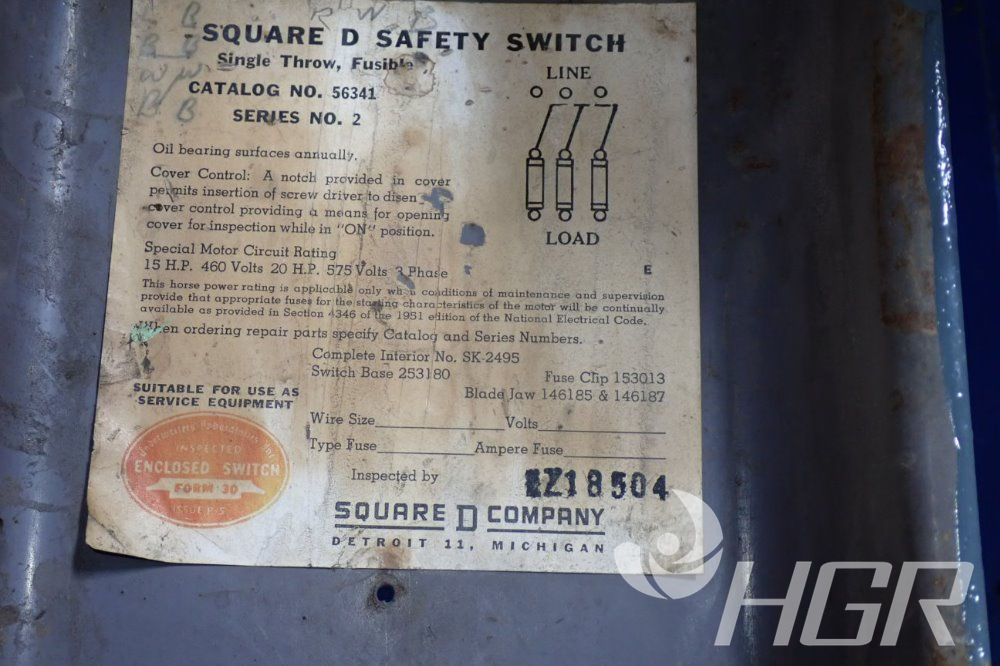 B
R W B
B B
W W
B B
SQUARE D SAFETY SWITCH
Single Throw, Fusible
CATALOG NO. 56341
SERIES NO. 2
LINE
LOAD
E
Oil bearing surfaces annually.
Cover Control: A notch provided in cover
permits insertion of screw driver to disen
cover control providing a means for opening
cover for inspection while in "ON" position.
Special Motor Circuit Rating
15 H.P. 460 Volts 20 H.P. 575 Volts 3 Phase
This horse power rating is applicable only when conditions of maintenance and supervision
provide that appropriate fuses for the starting characteristics of the motor will be continually
available as provided in Section 4346 of the 1951 edition of the National Electrical Code.
When ordering repair parts specify Catalog and Series Numbers.
Complete Interior No. SK-2495
Switch Base 253180 Fuse Clip 153013
Blade Jaw 146185 & 146187
SUITABLE FOR USE AS
SERVICE EQUIPMENT
Underwriters' Laboratories, Inc.
INSPECTED
ENCLOSED SWITCH
FORM 30
ISSUE P-5
Wire Size Volts
Type Fuse Ampere Fuse
Inspected by
EZ18504
SQUARE D COMPANY
DETROIT 11, MICHIGAN
HGR